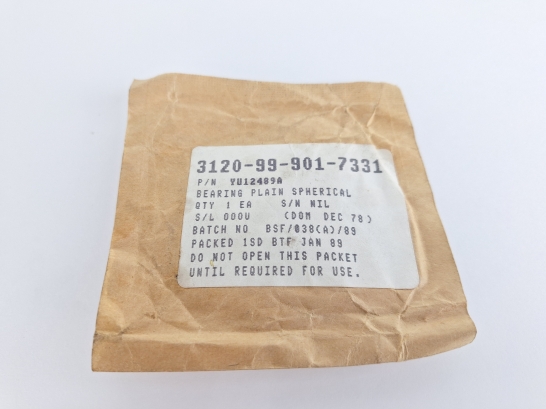 3120-99-901-7331
P/N YU12489A
BEARING PLAIN SPHERICAL
QTY 1 EA S/N NIL
S/L 000U (DOM DEC 78)
BATCH NO BSF/038(A)/89
PACKED 1SD BTF JAN 89
DO NOT OPEN THIS PACKET
UNTIL REQUIRED FOR USE.